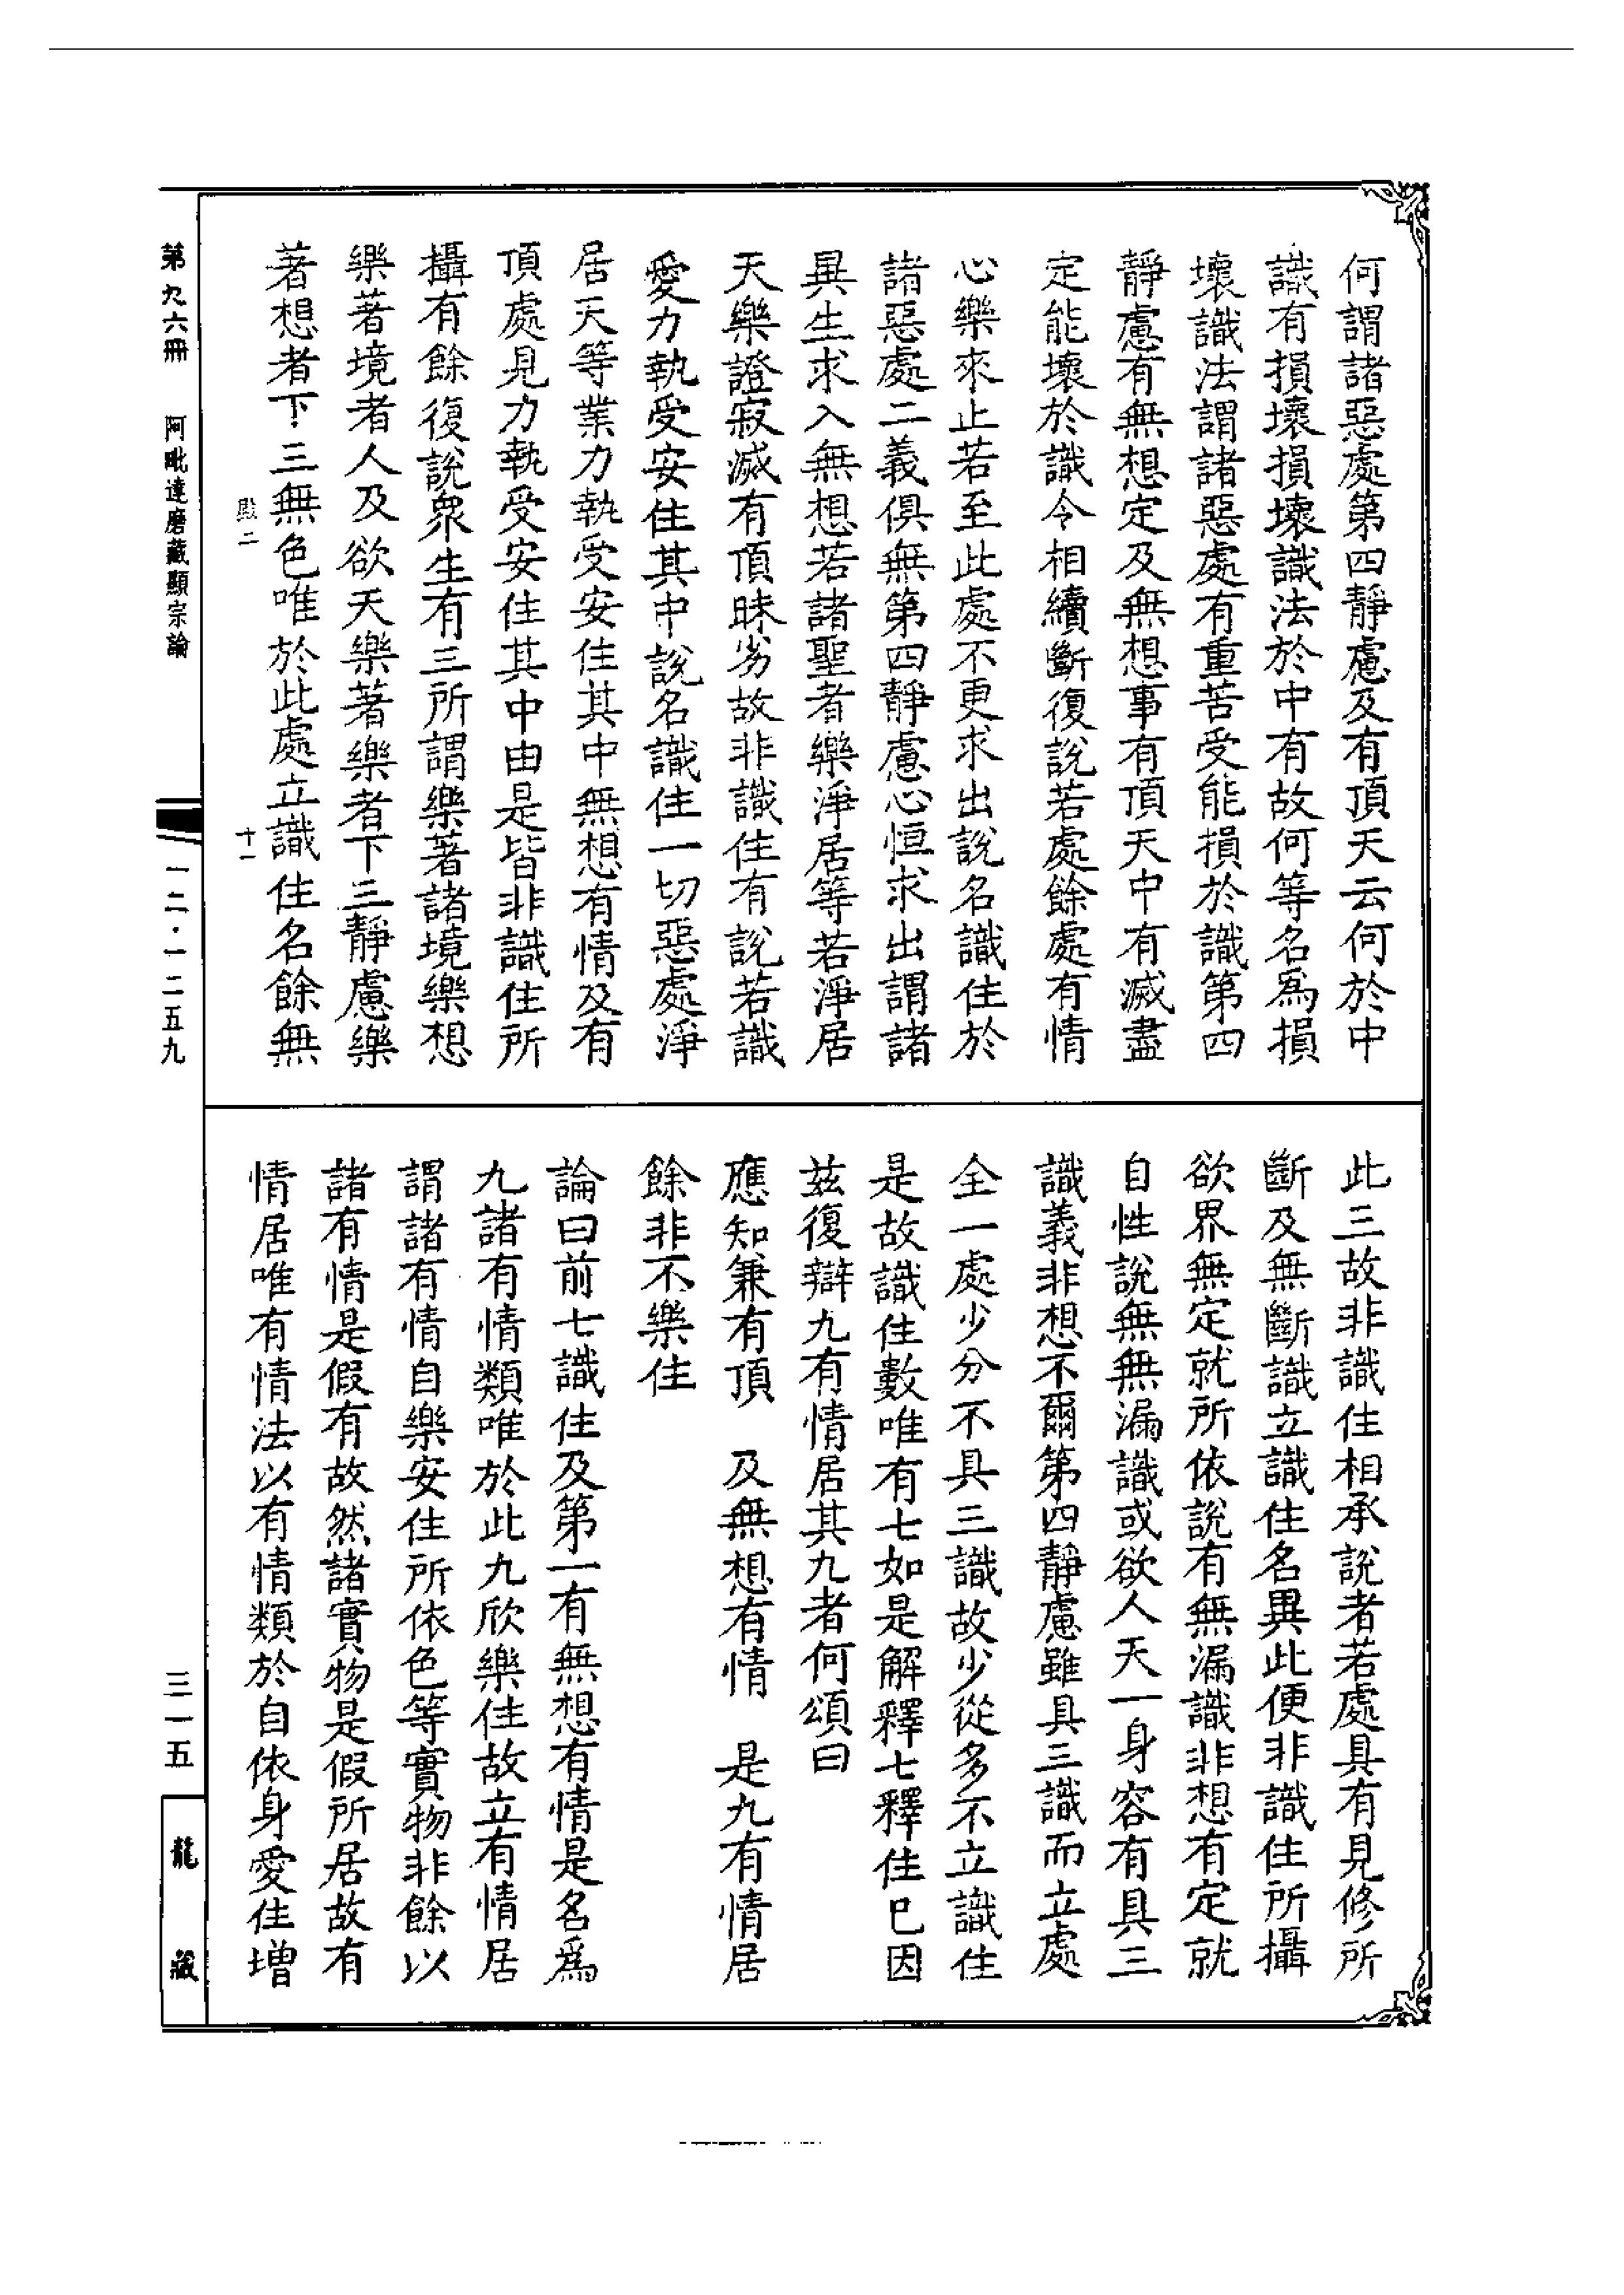 何謂諸惡處第四靜慮及有頂天云何於中
識有損壞損壞識法於中有故何等名爲損
壞識法謂諸惡處有重苦受能損於識第四
靜慮有無想定及無想事有頂天中有滅盡
定能壞於識令相續斷復說若處餘處有情
心樂來止若至此處不更求出說名識住於
諸惡處二義俱無第四靜慮心恒求出謂諸
異生求入無想若諸聖者樂淨居等若淨居
天樂證寂滅有頂昧劣故非識住有說若識
愛力執受安住其中說名識住一切惡處淨
居天等業力執受安住其中無想有情及有
頂處見力執受安住其中由是皆非識住所
攝有餘復說眾生有三所謂樂著諸境樂想
樂著境者人及欲天樂著樂者下三靜慮樂
著想者下三無色唯於此處立識住名餘無
殿二
十一
此三故非識住相承說者若處具有見修所
斷及無斷識立識住名異此便非識住所攝
欲界無定就所依說有無漏識非想有定就
自性說無無漏識或欲人天一身容有具三
識義非想不爾第四靜慮雖具三識而立處
全一處少分不具三識故少從多不立識住
是故識住數唯有七如是解釋七釋住已因
茲復辯九有情居其九者何頌曰
應知兼有頂　及無想有情　是九有情居
餘非不樂住
論曰前七識住及第一有無想有情是名爲
九諸有情類唯於此九欣樂住故立有情居
謂諸有情自樂安住所依色等實物非餘以
諸有情是假有故然諸實物是假所居故有
情居唯有情法以有情類於自依身愛住增
第九六冊　阿毗達磨藏顯宗論
一二·一二五九
三一五
龍藏